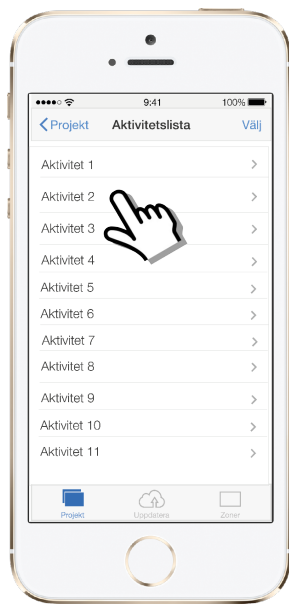 9:41 100%
Projekt Aktivitetslista Välj
Aktivitet 1
Aktivitet 2
Aktivitet 3
Aktivitet 4
Aktivitet 5
Aktivitet 6
Aktivitet 7
Aktivitet 8
Aktivitet 9
Aktivitet 10
Aktivitet 11
Projekt Uppdatera Zoner